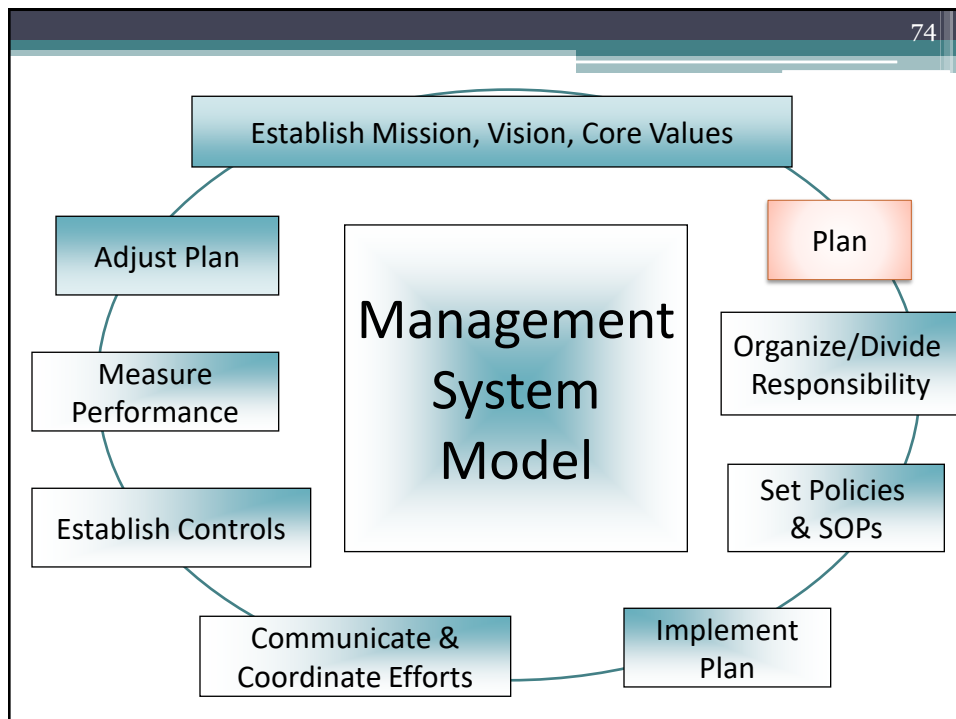 74
Establish Mission, Vision, Core Values
Plan
Organize/Divide
Responsibility
Set Policies
& SOPs
Implement
Plan
Communicate &
Coordinate Efforts
Establish Controls
Measure
Performance
Adjust Plan
Management
System
Model